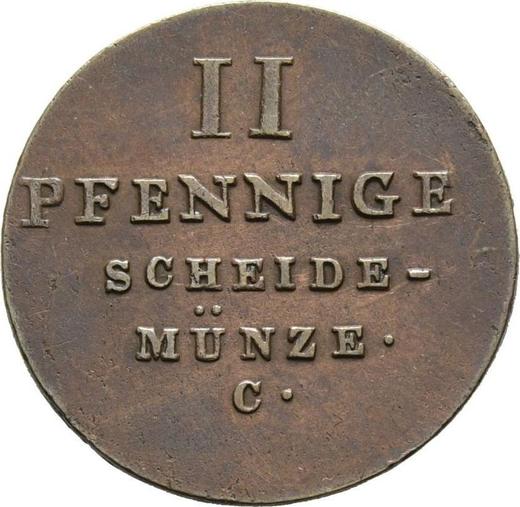 II
PFENNIGE
SCHEIDE-
MÜNZE.
C.